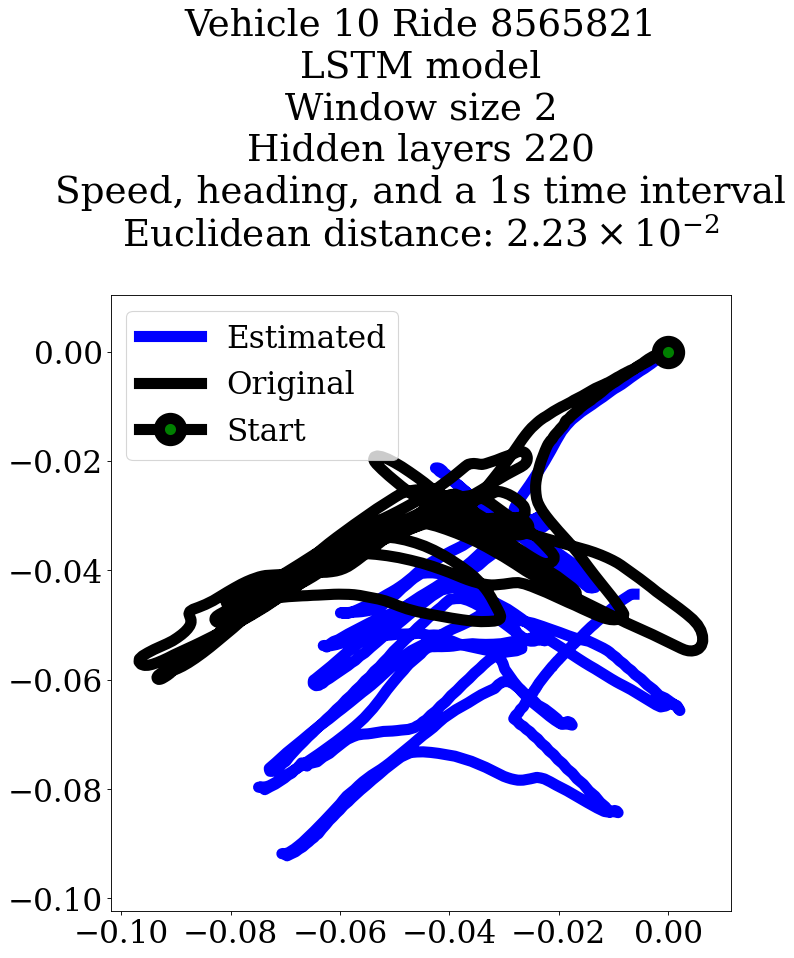 Vehicle 10 Ride 8565821
LSTM model
Window size 2
Hidden layers 220
Speed, heading, and a 1s time interval
Euclidean distance: 2.23 × 10⁻²
Estimated
Original
Start
0.00
−0.02
−0.04
−0.06
−0.08
−0.10
−0.10 −0.08 −0.06 −0.04 −0.02 0.00